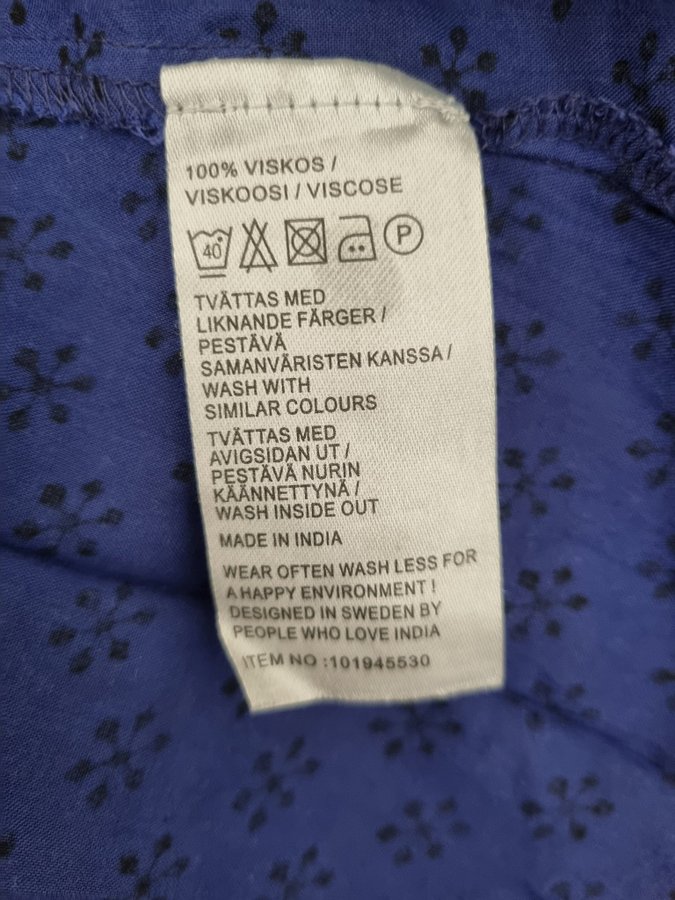 100% VISKOS /
VISKOOSI / VISCOSE
40 P
TVÄTTAS MED
LIKNANDE FÄRGER /
PESTÄVÄ
SAMANVÄRISTEN KANSSA /
WASH WITH
SIMILAR COLOURS
TVÄTTAS MED
AVIGSIDAN UT /
PESTÄVÄ NURIN
KÄÄNNETTYNÄ /
WASH INSIDE OUT
MADE IN INDIA
WEAR OFTEN WASH LESS FOR
A HAPPY ENVIRONMENT !
DESIGNED IN SWEDEN BY
PEOPLE WHO LOVE INDIA
ITEM NO :101945530